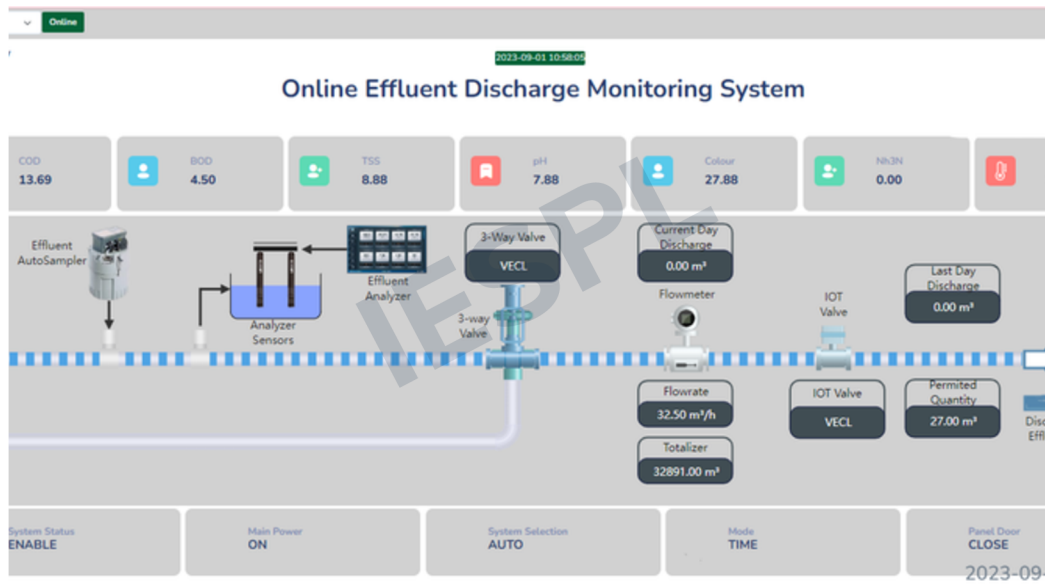 Online
2023-09-01 10:58:05
Online Effluent Discharge Monitoring System
COD
13.69
BOD
4.50
TSS
8.88
pH
7.88
Colour
27.88
Nh3N
0.00
Effluent
AutoSampler
Analyzer
Sensors
Effluent
Analyzer
3-Way Valve
VECL
3-way
Valve
Current Day
Discharge
0.00 m³
Flowmeter
Flowrate
32.50 m³/h
Totalizer
32891.00 m³
IOT
Valve
IOT Valve
VECL
Last Day
Discharge
0.00 m³
Permited
Quantity
27.00 m³
IESPL
System Status
ENABLE
Main Power
ON
System Selection
AUTO
Mode
TIME
Panel Door
CLOSE
2023-09-